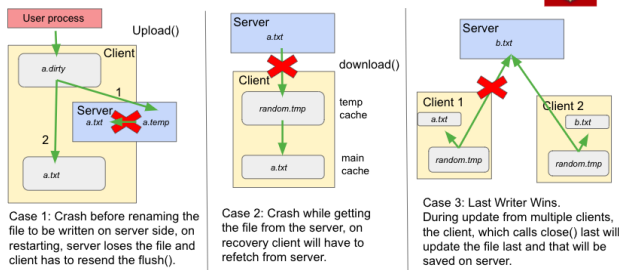 User process
Upload()
Client
a.dirty
1
Server
a.txt
a.temp
2
a.txt
Case 1: Crash before renaming the
file to be written on server side, on
restarting, server loses the file and
client has to resend the flush().
Server
a.txt
download()
Client
random.tmp
temp
cache
a.txt
main
cache
Case 2: Crash while getting
the file from the server, on
recovery client will have to
refetch from server.
Server
b.txt
Client 1
a.txt
random.tmp
Client 2
b.txt
random.tmp
Case 3: Last Writer Wins.
During update from multiple clients,
the client, which calls close() last will
update the file last and that will be
saved on server.